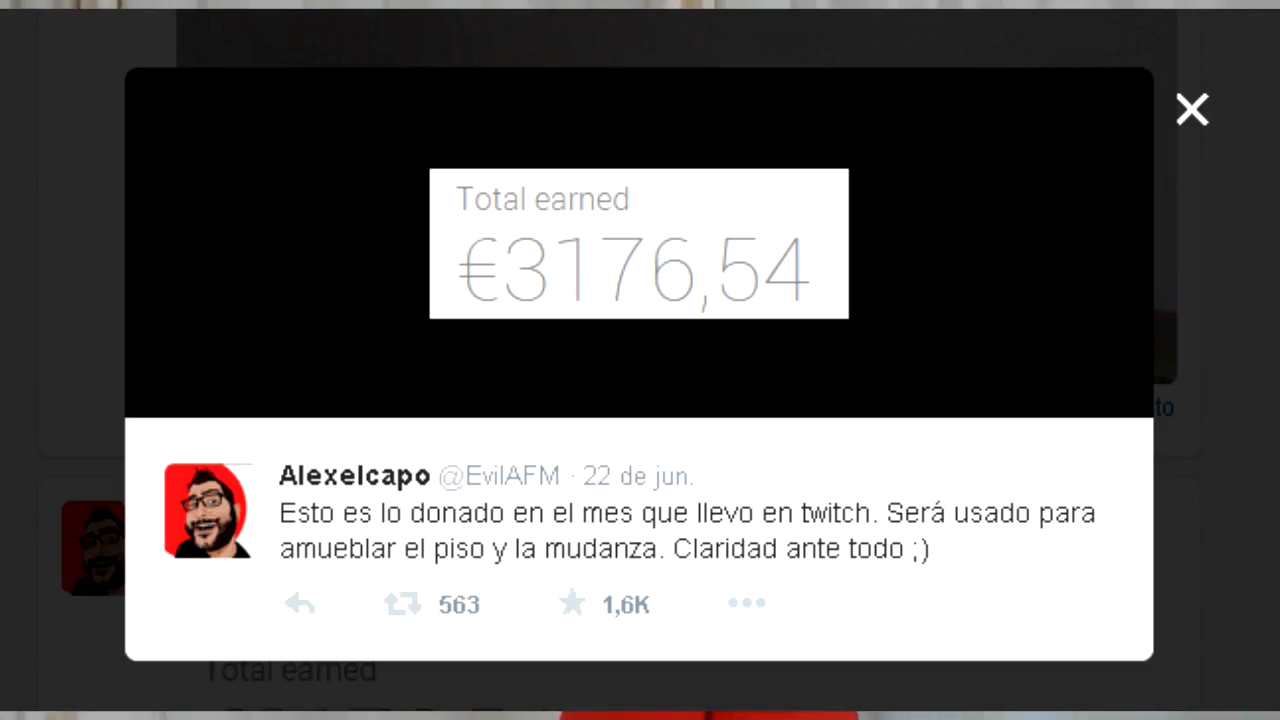 Total earned
€3176,54
to
Alexelcapo @EvilAFM · 22 de jun.
Esto es lo donado en el mes que llevo en twitch. Será usado para
amueblar el piso y la mudanza. Claridad ante todo ;)
563 1,6K
Total earned